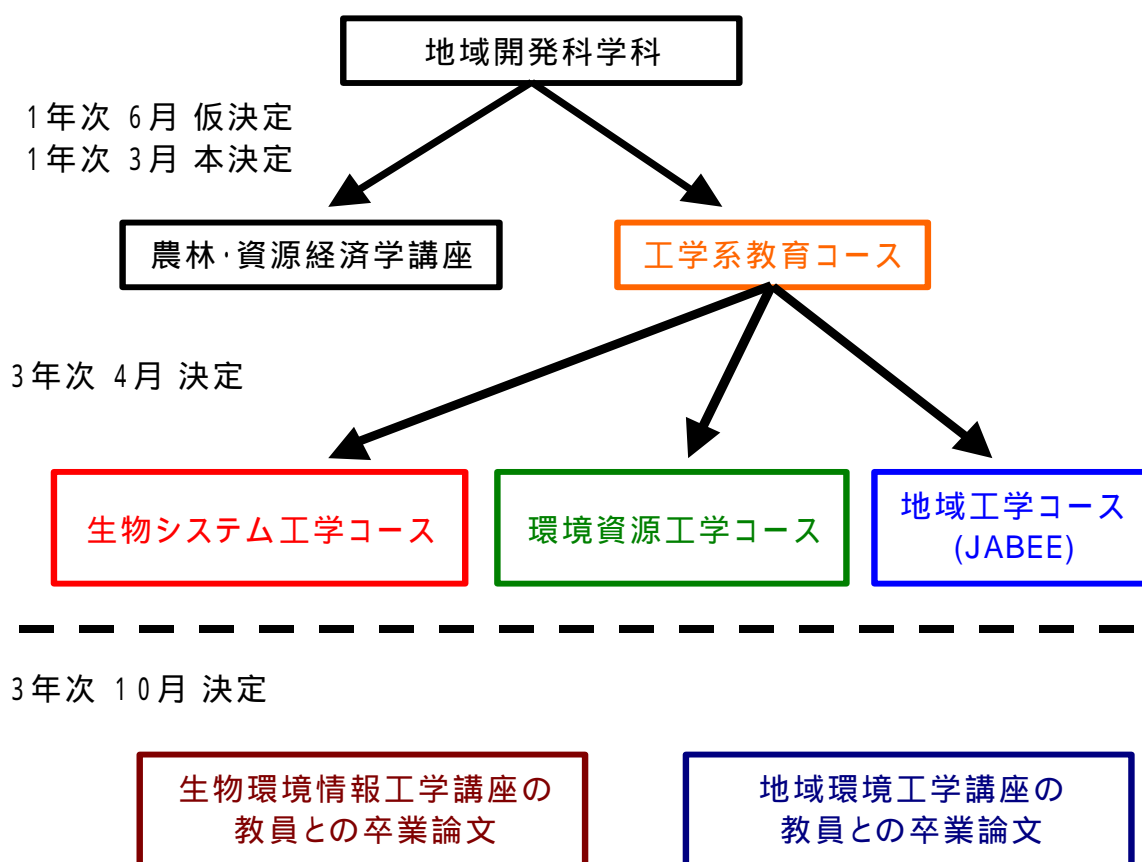 地域開発科学科
1年次 6月 仮決定
1年次 3月 本決定
農林・資源経済学講座
工学系教育コース
3年次 4月 決定
生物システム工学コース
環境資源工学コース
地域工学コース
(JABEE)
3年次 10月 決定
生物環境情報工学講座の
教員との卒業論文
地域環境工学講座の
教員との卒業論文